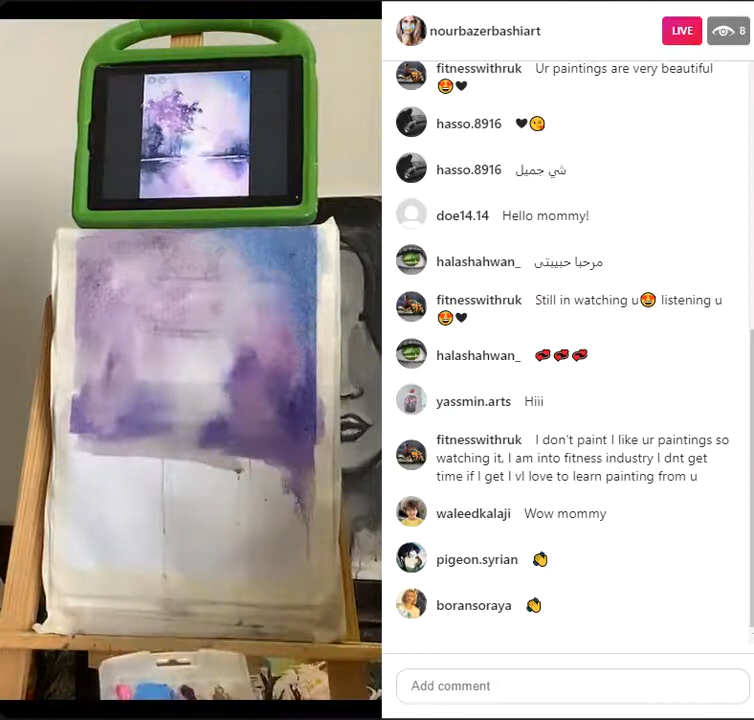 nourbazerbashiart
LIVE
8
fitnesswithruk Ur paintings are very beautiful
😍🖤
hasso.8916 🖤😘
hasso.8916 شي جميل
doe14.14 Hello mommy!
halashahwan_ مرحبا حبيبتى
fitnesswithruk Still in watching u😍 listening u
😍🖤
halashahwan_ 💞💞💞
yassmin.arts Hiii
fitnesswithruk I don't paint I like ur paintings so
watching it, I am into fitness industry I dnt get
time if I get I vl love to learn painting from u
waleedkalaji Wow mommy
pigeon.syrian 👏
boransoraya 👏
Add comment